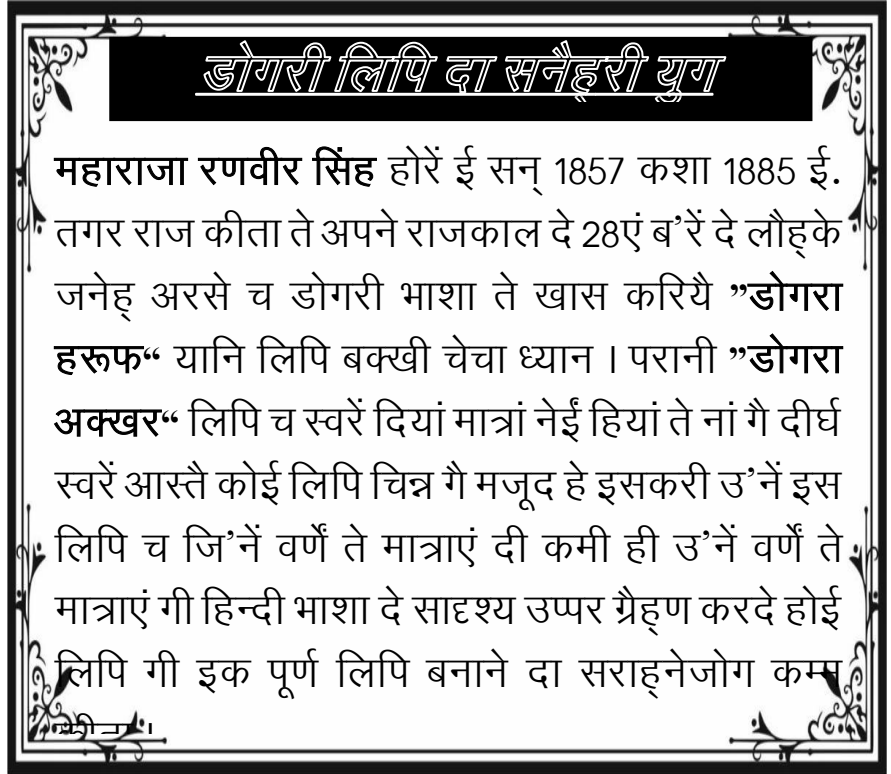 डोगरी लिपि दा सनैह्‌री युग
महाराजा रणवीर सिंह होरें ई सन् 1857 कशा 1885 ई.
तगर राज कीता ते अपने राजकाल दे 28एं ब’रें दे लौह्‌के
जनेह् अरसे च डोगरी भाशा ते खास करियै ”डोगरा
हरूफ“ यानि लिपि बक्खी चेचा ध्यान । परानी ”डोगरा
अक्खर“ लिपि च स्वरें दियां मात्रां नेईं हियां ते नां गै दीर्घ
स्वरें आस्तै कोई लिपि चिन्न गै मजूद हे इसकरी उ’नें इस
लिपि च जि’नें वर्णें ते मात्राएं दी कमी ही उ’नें वर्णें ते
मात्राएं गी हिन्दी भाशा दे सादृश्य उप्पर ग्रैह्‌ण करदे होई
लिपि गी इक पूर्ण लिपि बनाने दा सराह्‌नेजोग कम्म